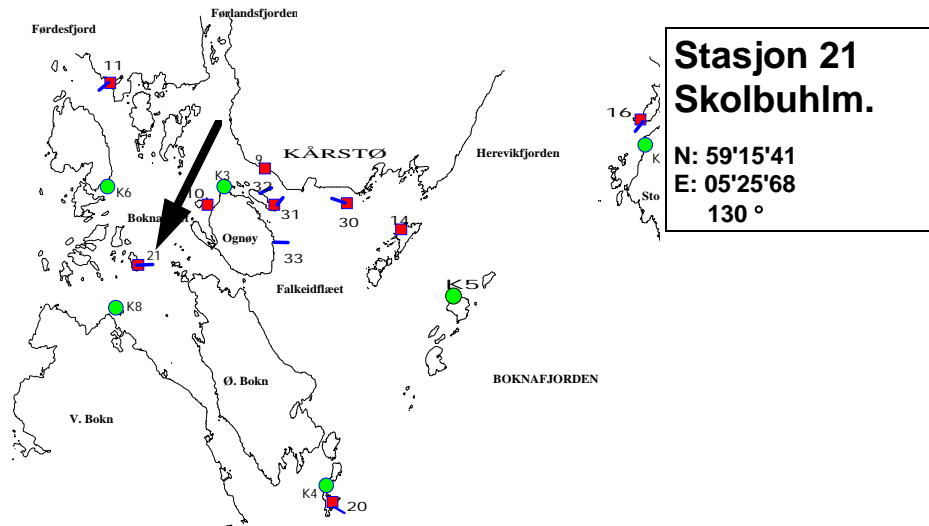 Førlandsfjorden
Førdesfjord
11
16
Stasjon 21
Skolbuhlm.
N: 59'15'41
E: 05'25'68
130 °
KÅRSTØ
Herevikfjorden
9
K
K3
32
K6
10
Sto
31
30
14
Ognøy
21
33
Falkeidflæet
K5
K8
Ø. Bokn
BOKNAFJORDEN
V. Bokn
K4
20